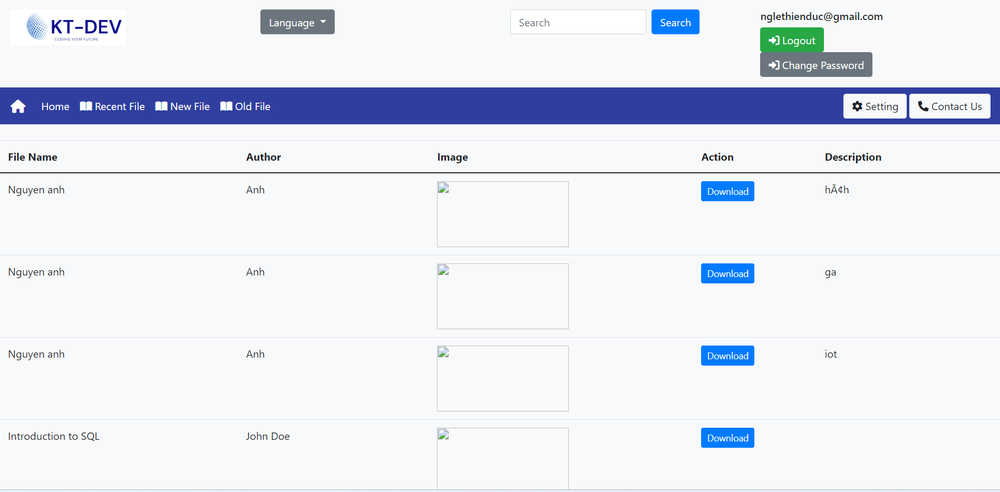 KT-DEV
CODING YOUR FUTURE
Language
Search
Search
nglethienduc@gmail.com
Logout
Change Password
Home
Recent File
New File
Old File
Setting
Contact Us
File Name Author Image Action Description
Nguyen anh Anh Download hÃ¢h
Nguyen anh Anh Download ga
Nguyen anh Anh Download iot
Introduction to SQL John Doe Download